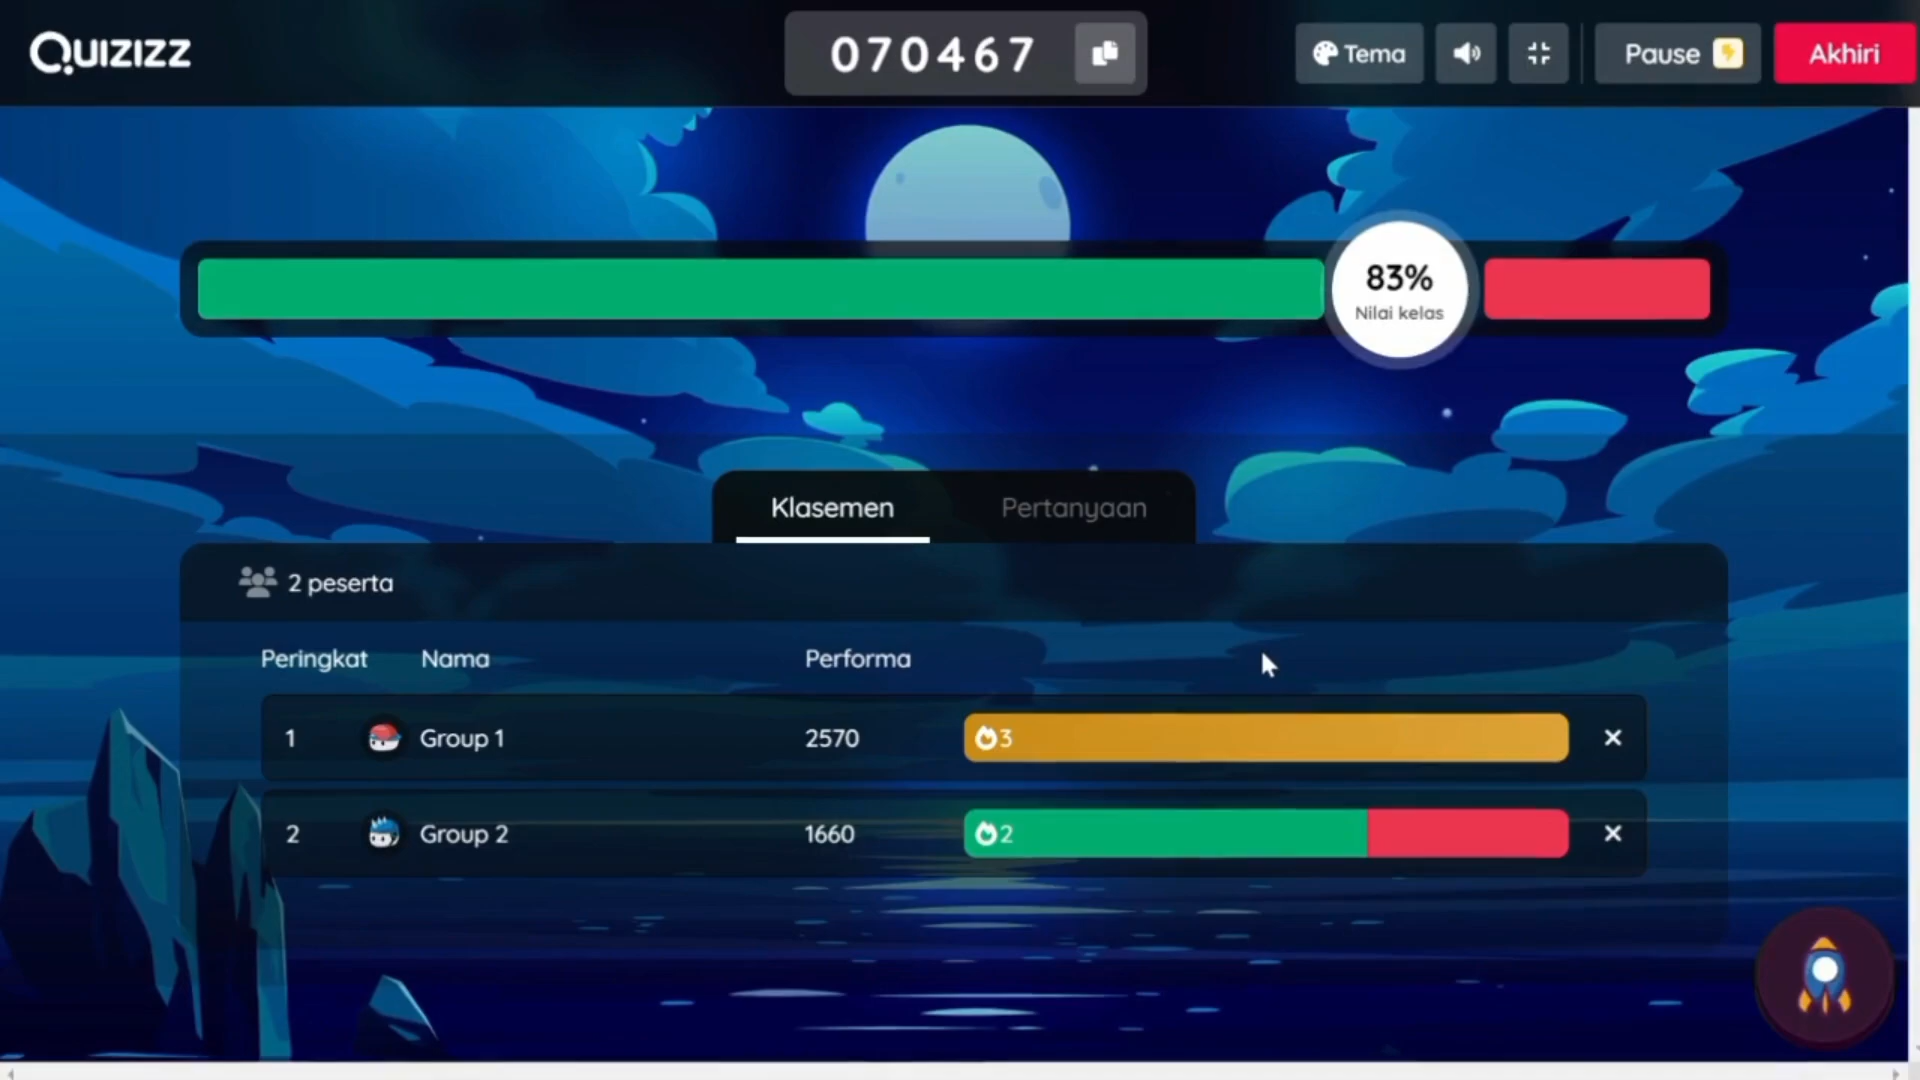 QUIZIZZ
070467
Tema
Pause
Akhiri
83%
Nilai kelas
Klasemen
Pertanyaan
2 peserta
Peringkat Nama Performa
1 Group 1 2570 3
2 Group 2 1660 2